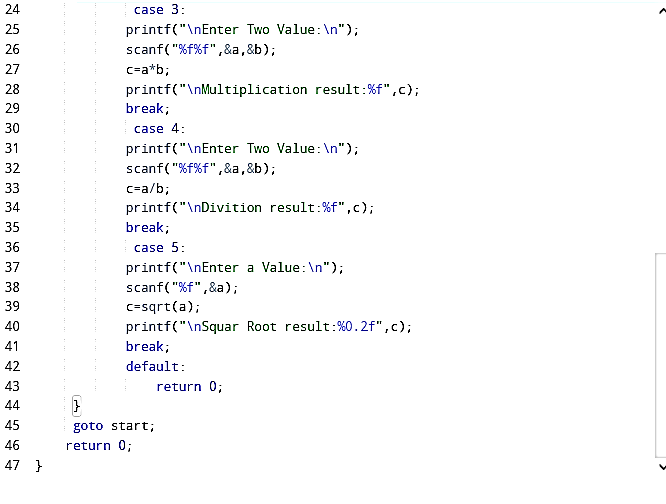 24 case 3:
25 printf("\nEnter Two Value:\n");
26 scanf("%f%f",&a,&b);
27 c=a*b;
28 printf("\nMultiplication result:%f",c);
29 break;
30 case 4:
31 printf("\nEnter Two Value:\n");
32 scanf("%f%f",&a,&b);
33 c=a/b;
34 printf("\nDivition result:%f",c);
35 break;
36 case 5:
37 printf("\nEnter a Value:\n");
38 scanf("%f",&a);
39 c=sqrt(a);
40 printf("\nSquar Root result:%0.2f",c);
41 break;
42 default:
43 return 0;
44 }
45 goto start;
46 return 0;
47 }